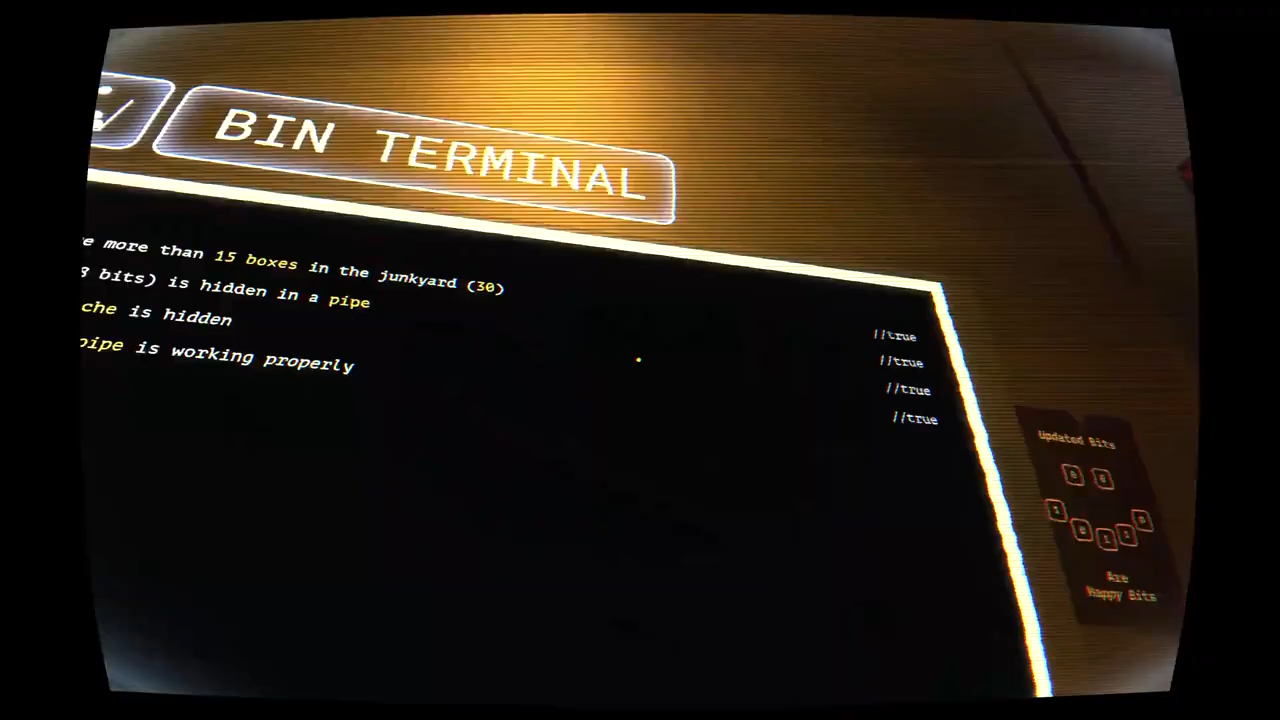 BIN TERMINAL
e more than 15 boxes in the junkyard (30)
8 bits) is hidden in a pipe
che is hidden
pipe is working properly
//true
//true
//true
//true
Updated Bits
Are
Happy Bits